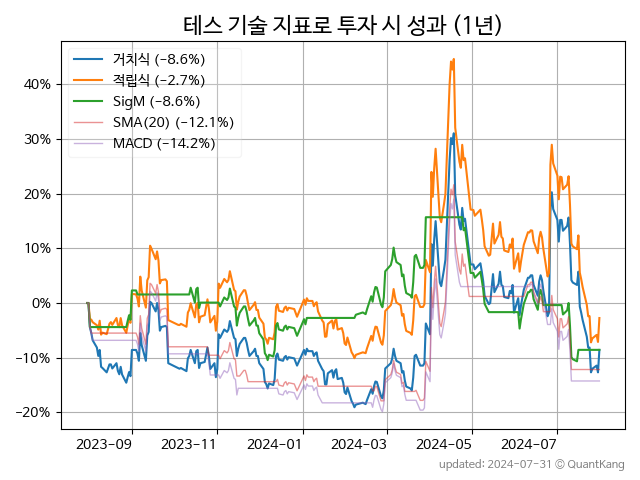 테스 기술 지표로 투자 시 성과 (1년)
거치식 (−8.6%)
적립식 (−2.7%)
SigM (−8.6%)
SMA(20) (−12.1%)
MACD (−14.2%)
40%
30%
20%
10%
0%
−10%
−20%
2023−09 2023−11 2024−01 2024−03 2024−05 2024−07
updated: 2024-07-31 © QuantKang